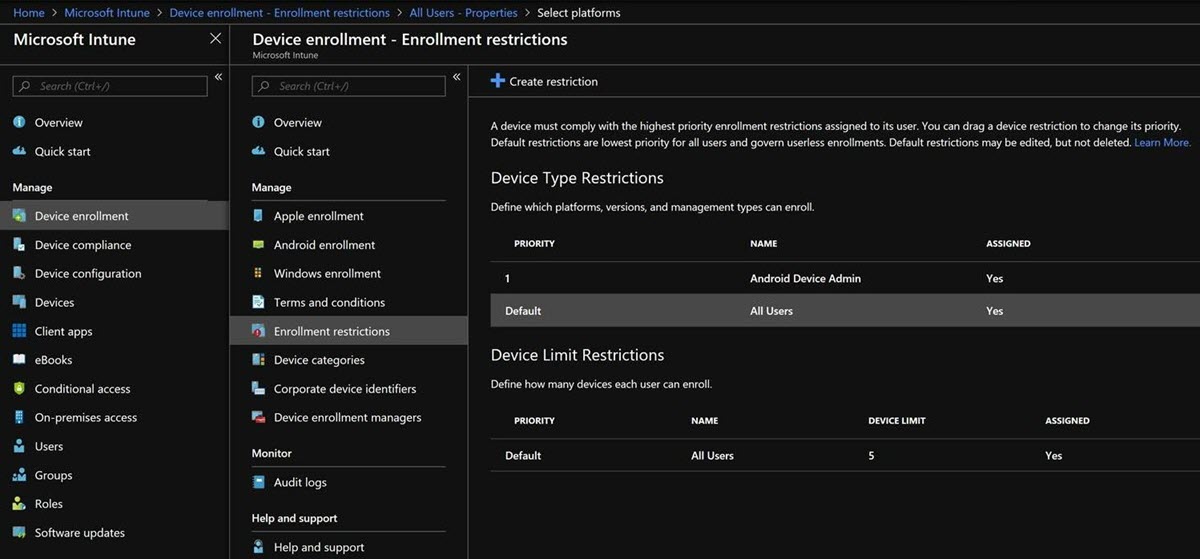 Home > Microsoft Intune > Device enrollment - Enrollment restrictions > All Users - Properties > Select platforms
Microsoft Intune
Search (Ctrl+/)
Overview
Quick start
Manage
Device enrollment
Device compliance
Device configuration
Devices
Client apps
eBooks
Conditional access
On-premises access
Users
Groups
Roles
Software updates
Device enrollment - Enrollment restrictions
Microsoft Intune
Search (Ctrl+/)
Overview
Quick start
Manage
Apple enrollment
Android enrollment
Windows enrollment
Terms and conditions
Enrollment restrictions
Device categories
Corporate device identifiers
Device enrollment managers
Monitor
Audit logs
Help and support
Help and support
Create restriction
A device must comply with the highest priority enrollment restrictions assigned to its user. You can drag a device restriction to change its priority.
Default restrictions are lowest priority for all users and govern userless enrollments. Default restrictions may be edited, but not deleted. Learn More.
Device Type Restrictions
Define which platforms, versions, and management types can enroll.
PRIORITY NAME ASSIGNED
1 Android Device Admin Yes
Default All Users Yes
Device Limit Restrictions
Define how many devices each user can enroll.
PRIORITY NAME DEVICE LIMIT ASSIGNED
Default All Users 5 Yes